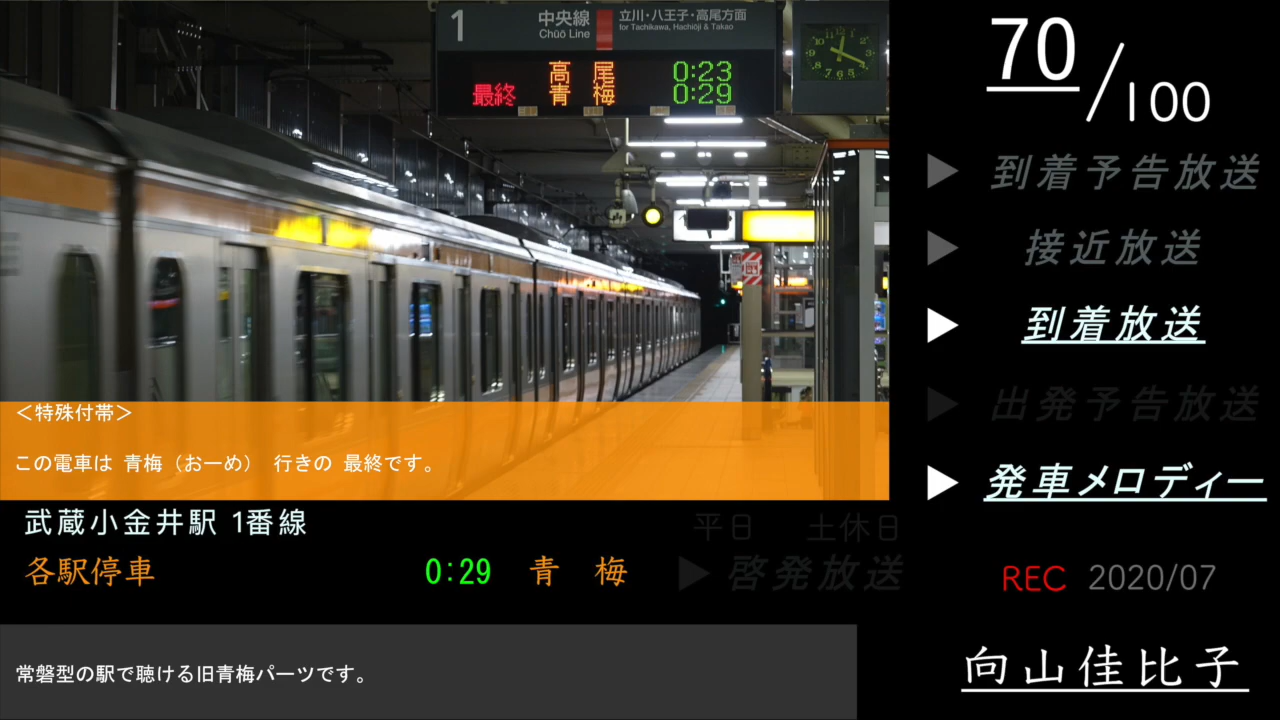 1 中央線 立川・八王子・高尾方面
Chūō Line for Tachikawa, Hachiōji & Takao
高尾 0:23
最終 青梅 0:29
70/100
到着予告放送
接近放送
到着放送
出発予告放送
発車メロディー
＜特殊付帯＞
この電車は 青梅（おーめ） 行きの 最終です。
武蔵小金井駅 1番線
平日 土休日
各駅停車 0:29 青 梅
啓発放送
REC 2020/07
常磐型の駅で聴ける旧青梅パーツです。
向山佳比子